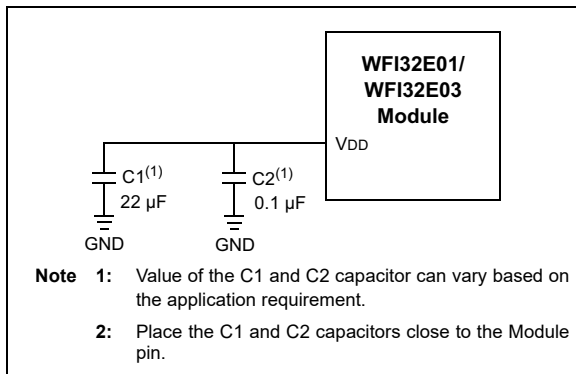 WFI32E01/
WFI32E03
Module
VDD
C1(1)
22 µF
GND
C2(1)
0.1 µF
GND
Note 1: Value of the C1 and C2 capacitor can vary based on
the application requirement.
2: Place the C1 and C2 capacitors close to the Module
pin.